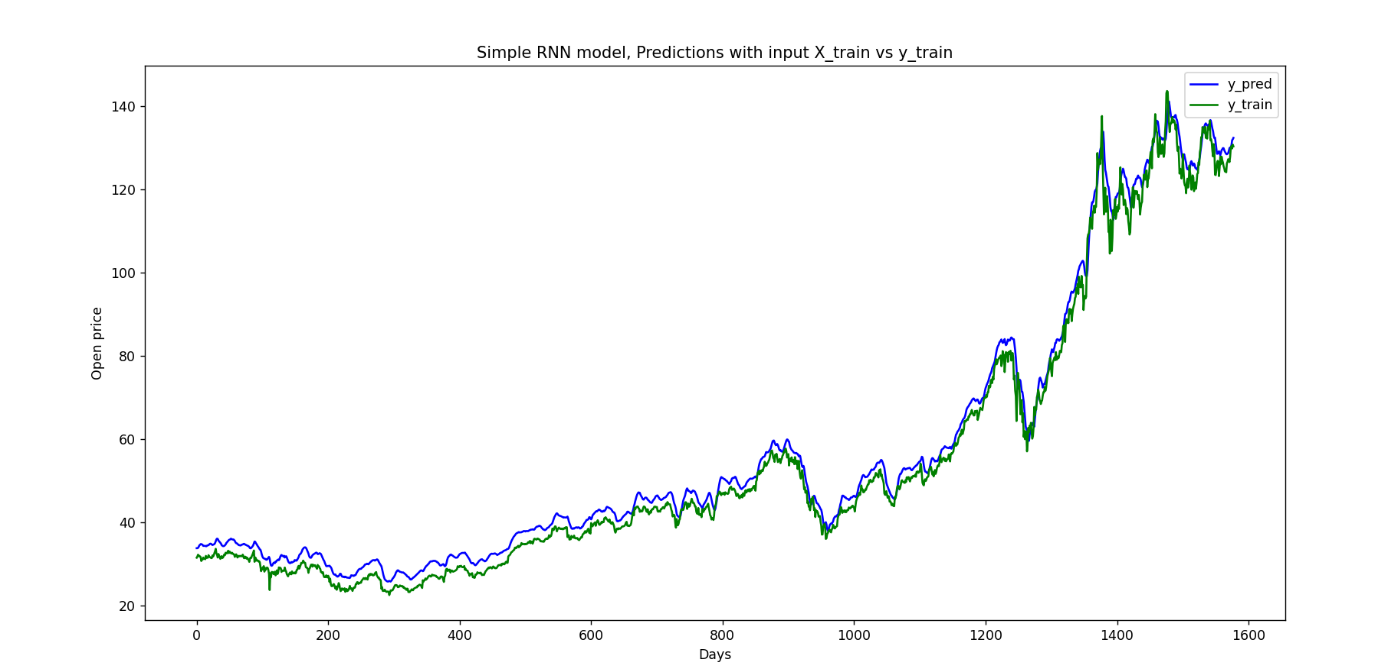 Simple RNN model, Predictions with input X_train vs y_train
y_pred
y_train
140
120
100
80
60
40
20
Open price
0 200 400 600 800 1000 1200 1400 1600
Days